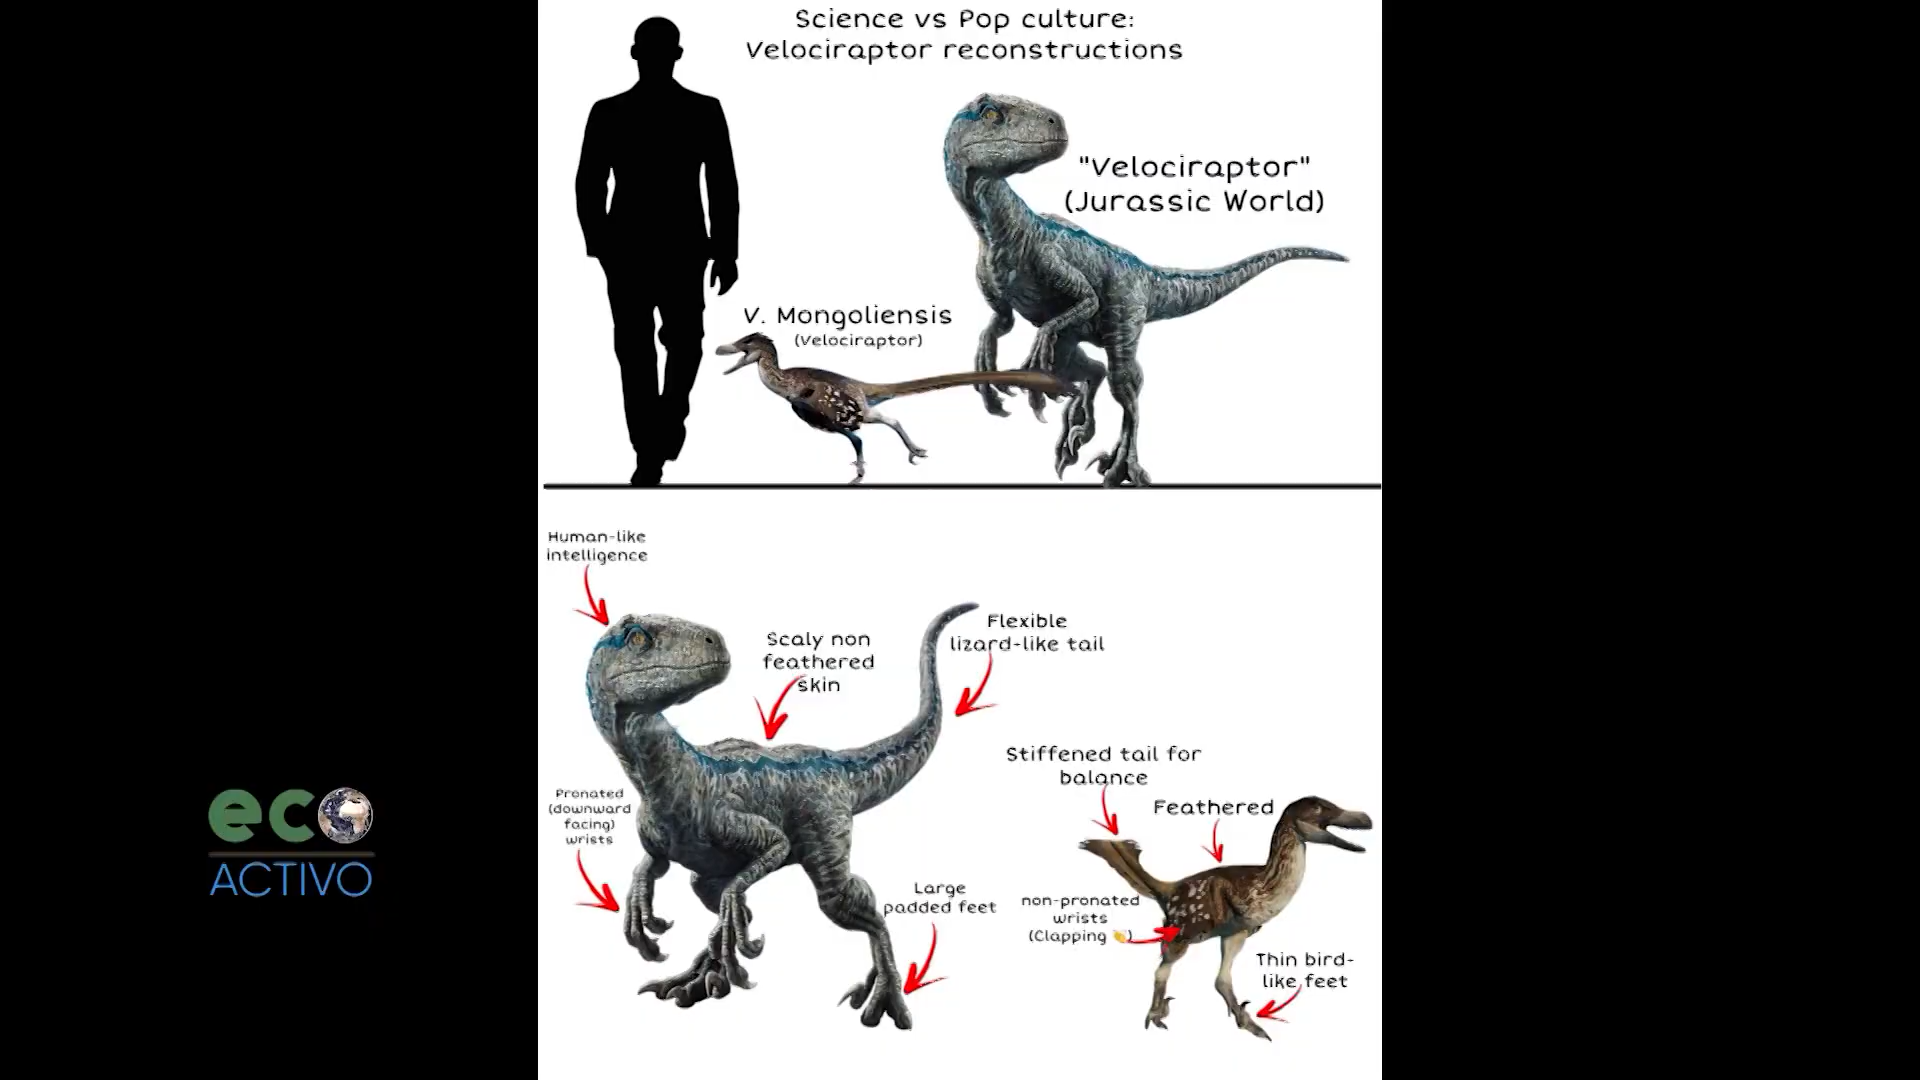 Science vs Pop culture:
Velociraptor reconstructions
"Velociraptor"
(Jurassic World)
V. Mongoliensis
(Velociraptor)
Human-like
intelligence
Scaly non
feathered
skin
Flexible
lizard-like tail
Pronated
(downward
facing)
wrists
Large
padded feet
Stiffened tail for
balance
Feathered
non-pronated
wrists
(Clapping 👏)
Thin bird-
like feet
eco
ACTIVO